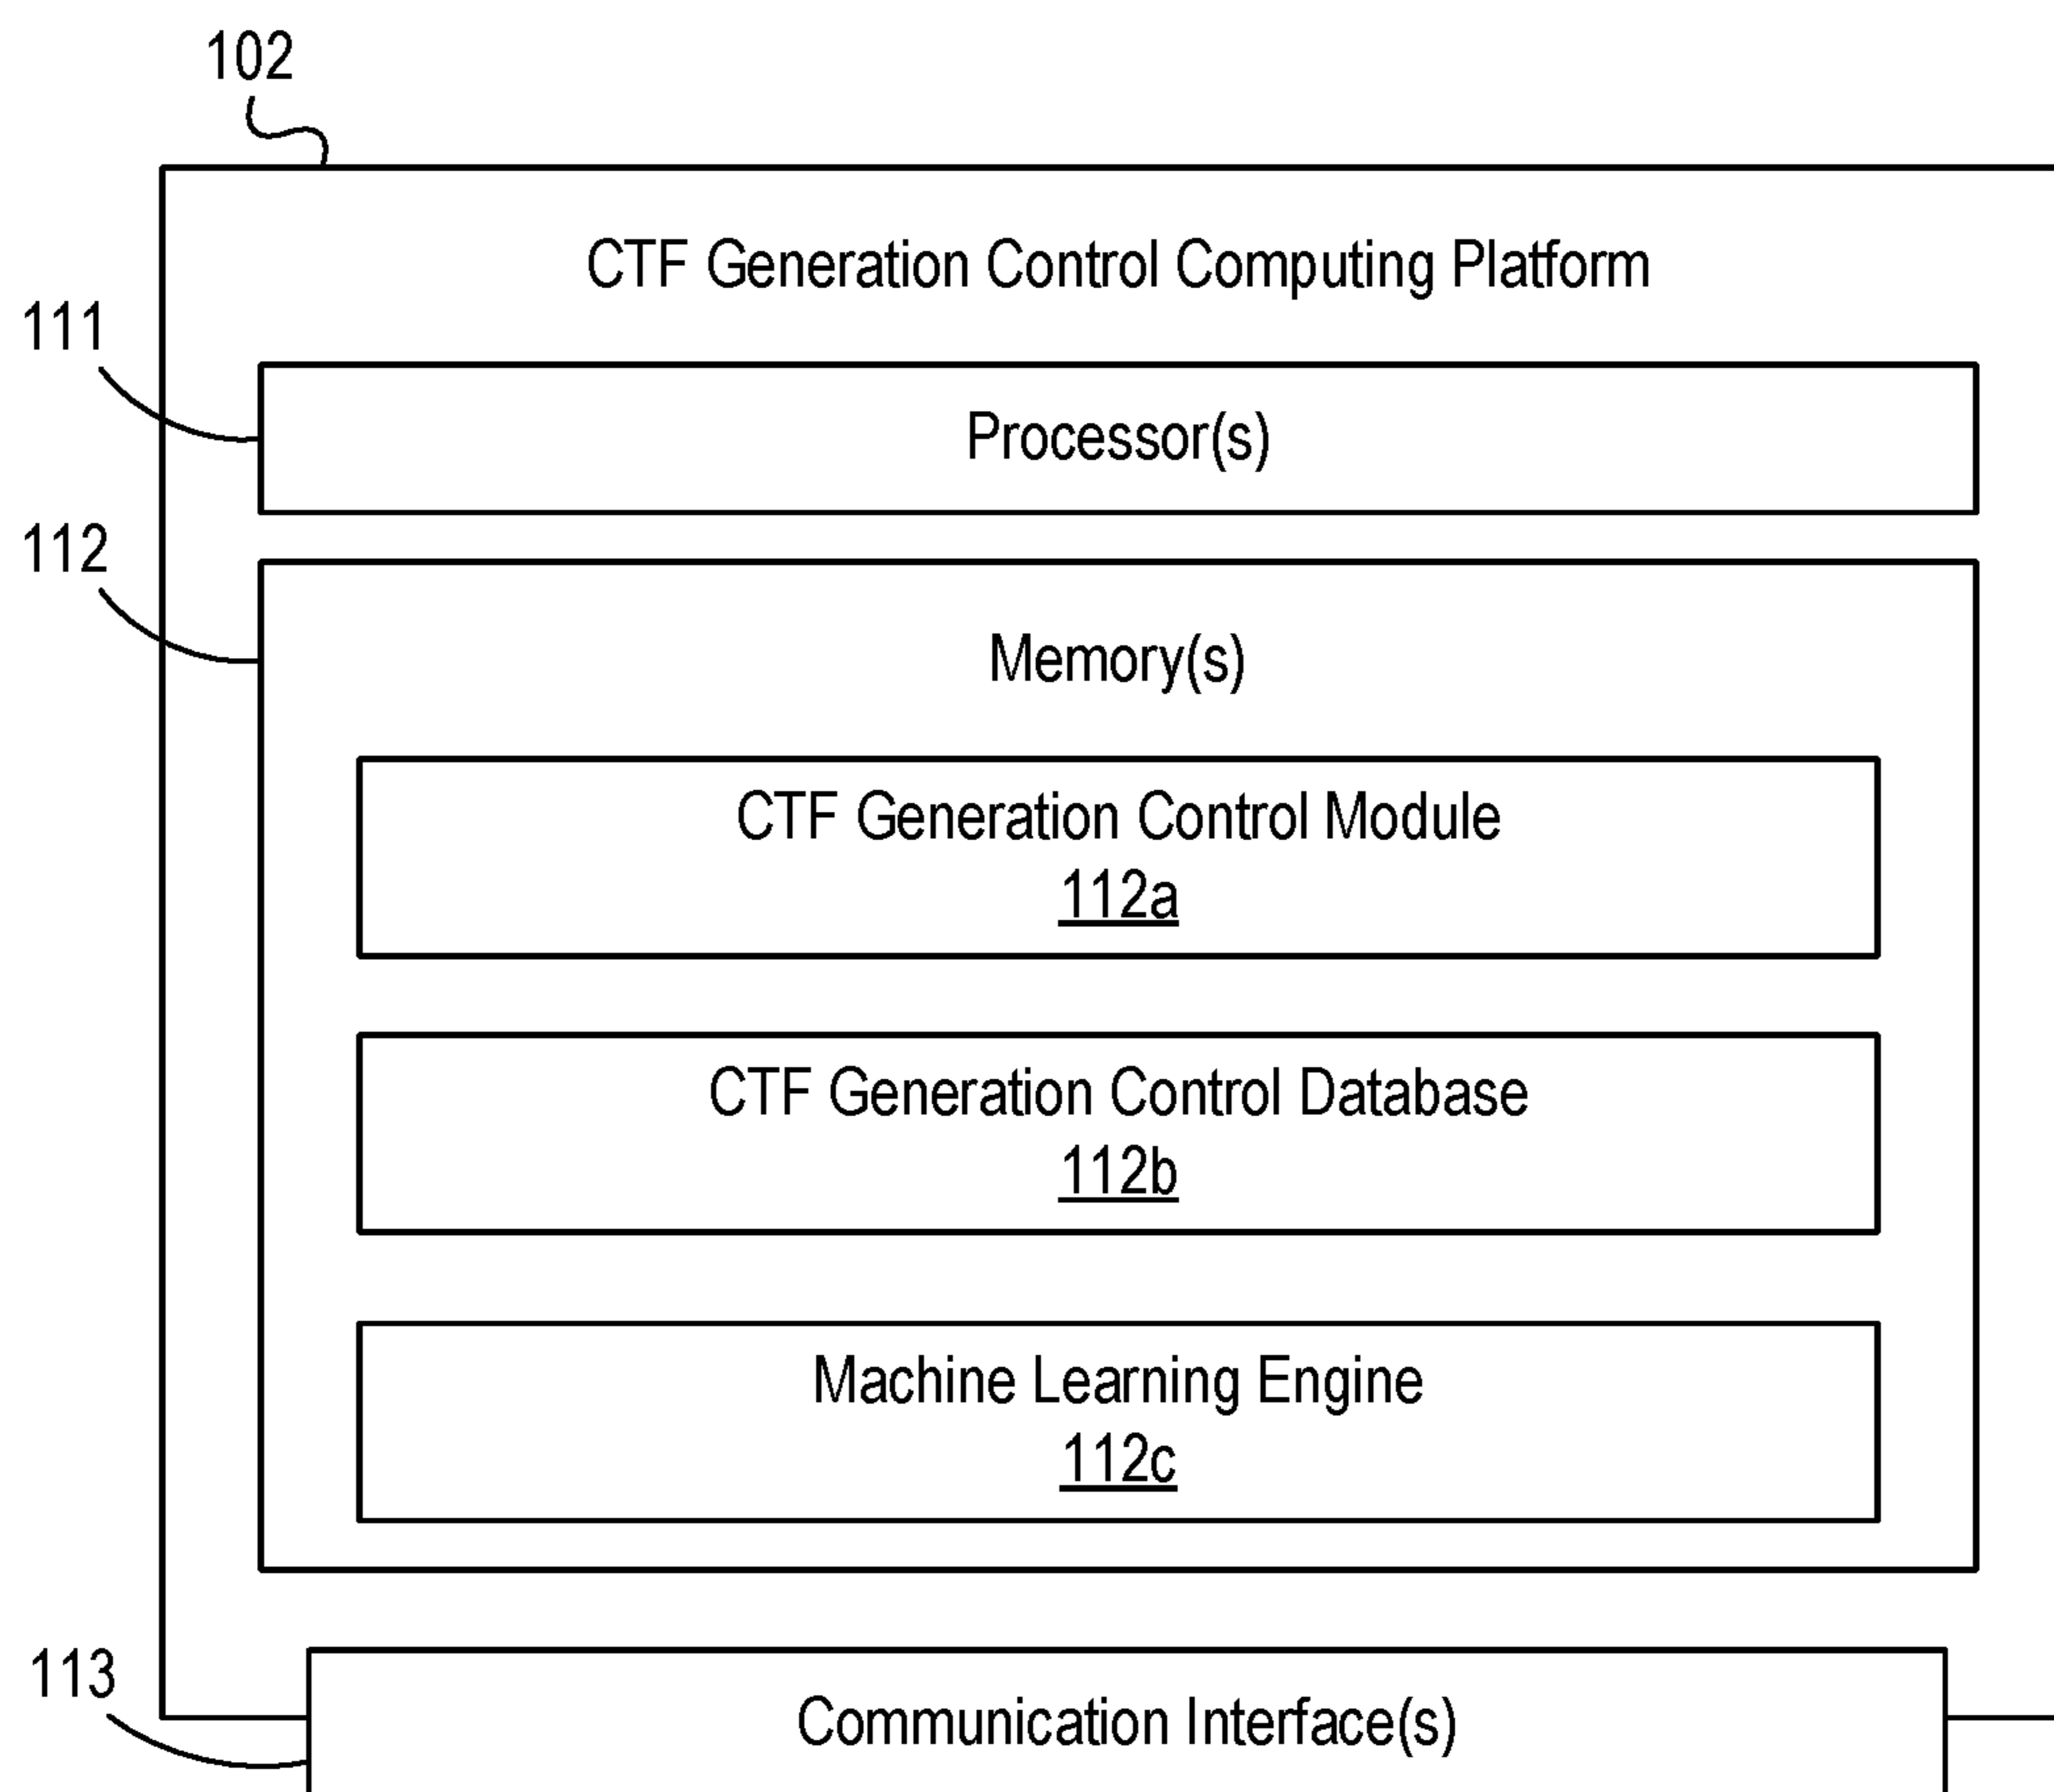 102
CTF Generation Control Computing Platform
111
Processor(s)
112
Memory(s)
CTF Generation Control Module
112a
CTF Generation Control Database
112b
Machine Learning Engine
112c
113
Communication Interface(s)